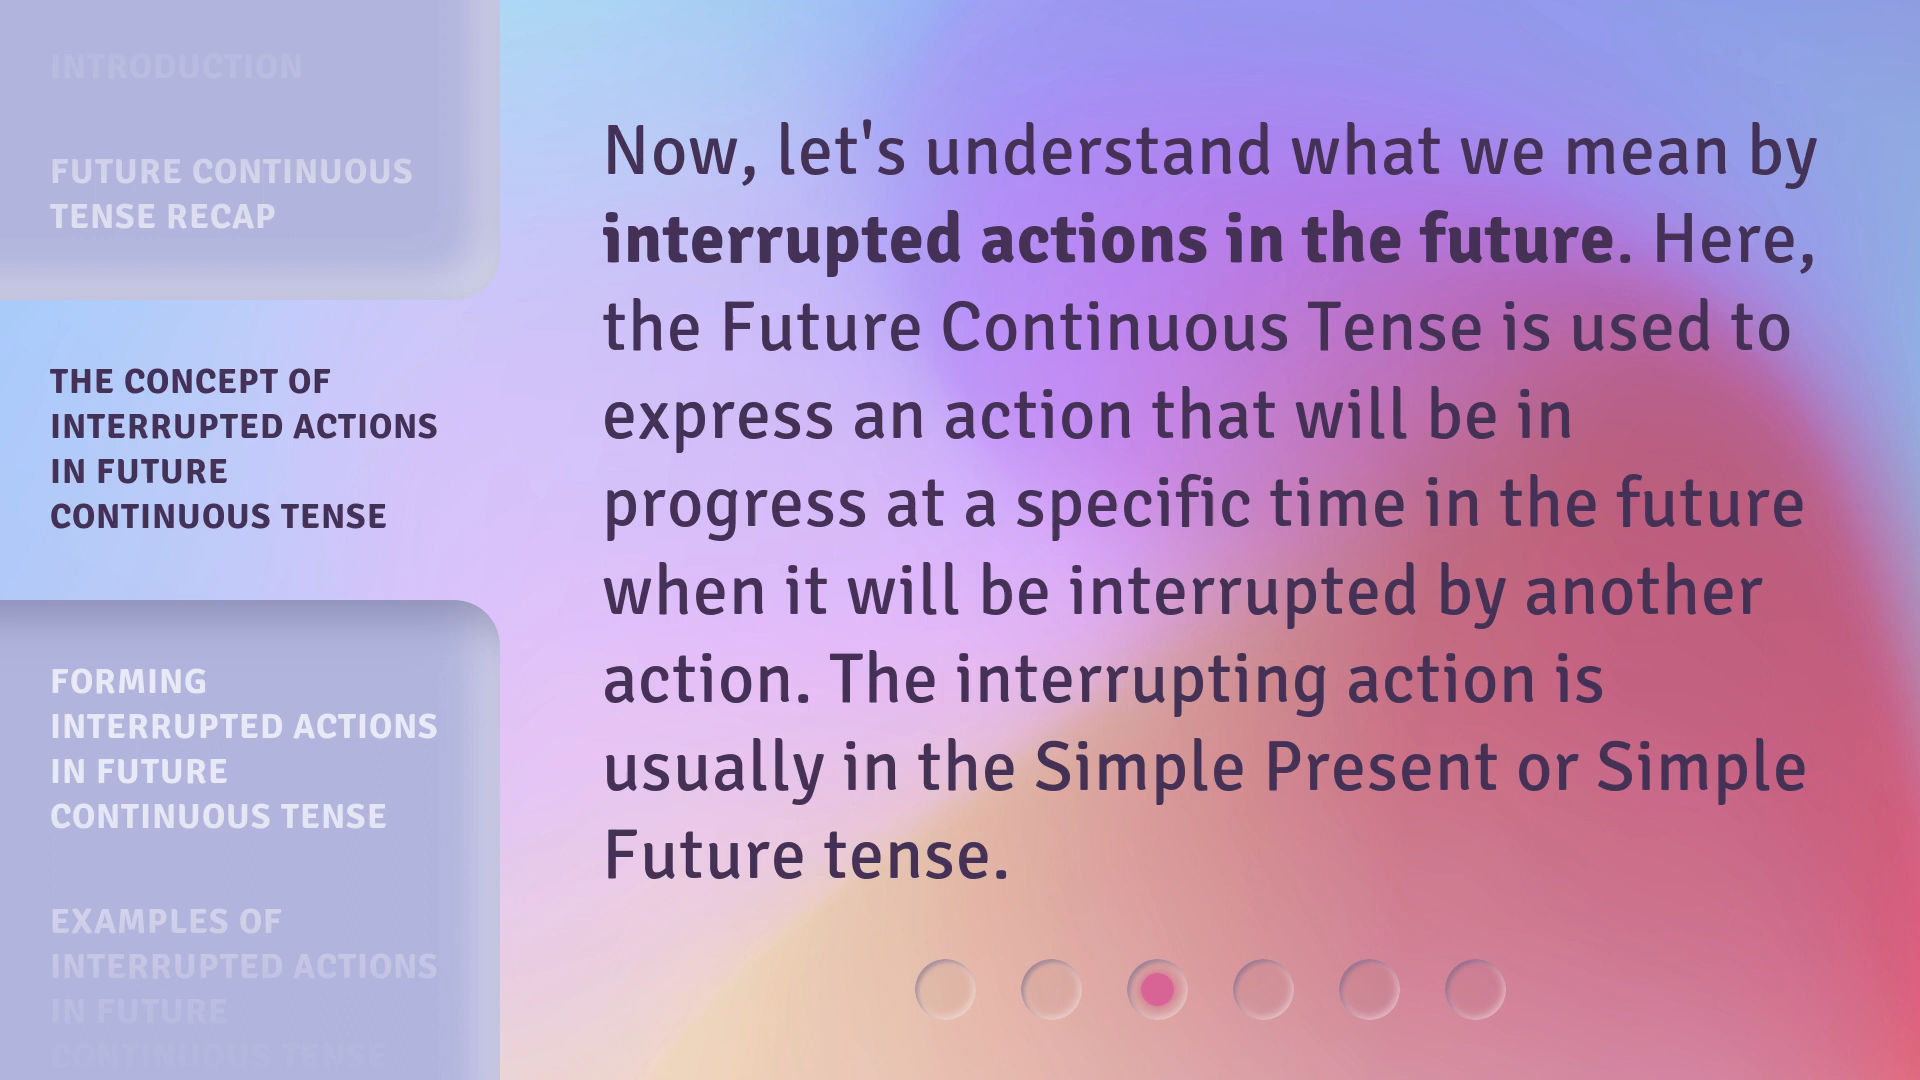 INTRODUCTION
FUTURE CONTINUOUS
TENSE RECAP
THE CONCEPT OF
INTERRUPTED ACTIONS
IN FUTURE
CONTINUOUS TENSE
FORMING
INTERRUPTED ACTIONS
IN FUTURE
CONTINUOUS TENSE
EXAMPLES OF
INTERRUPTED ACTIONS
IN FUTURE
CONTINUOUS TENSE
Now, let's understand what we mean by
interrupted actions in the future. Here,
the Future Continuous Tense is used to
express an action that will be in
progress at a specific time in the future
when it will be interrupted by another
action. The interrupting action is
usually in the Simple Present or Simple
Future tense.